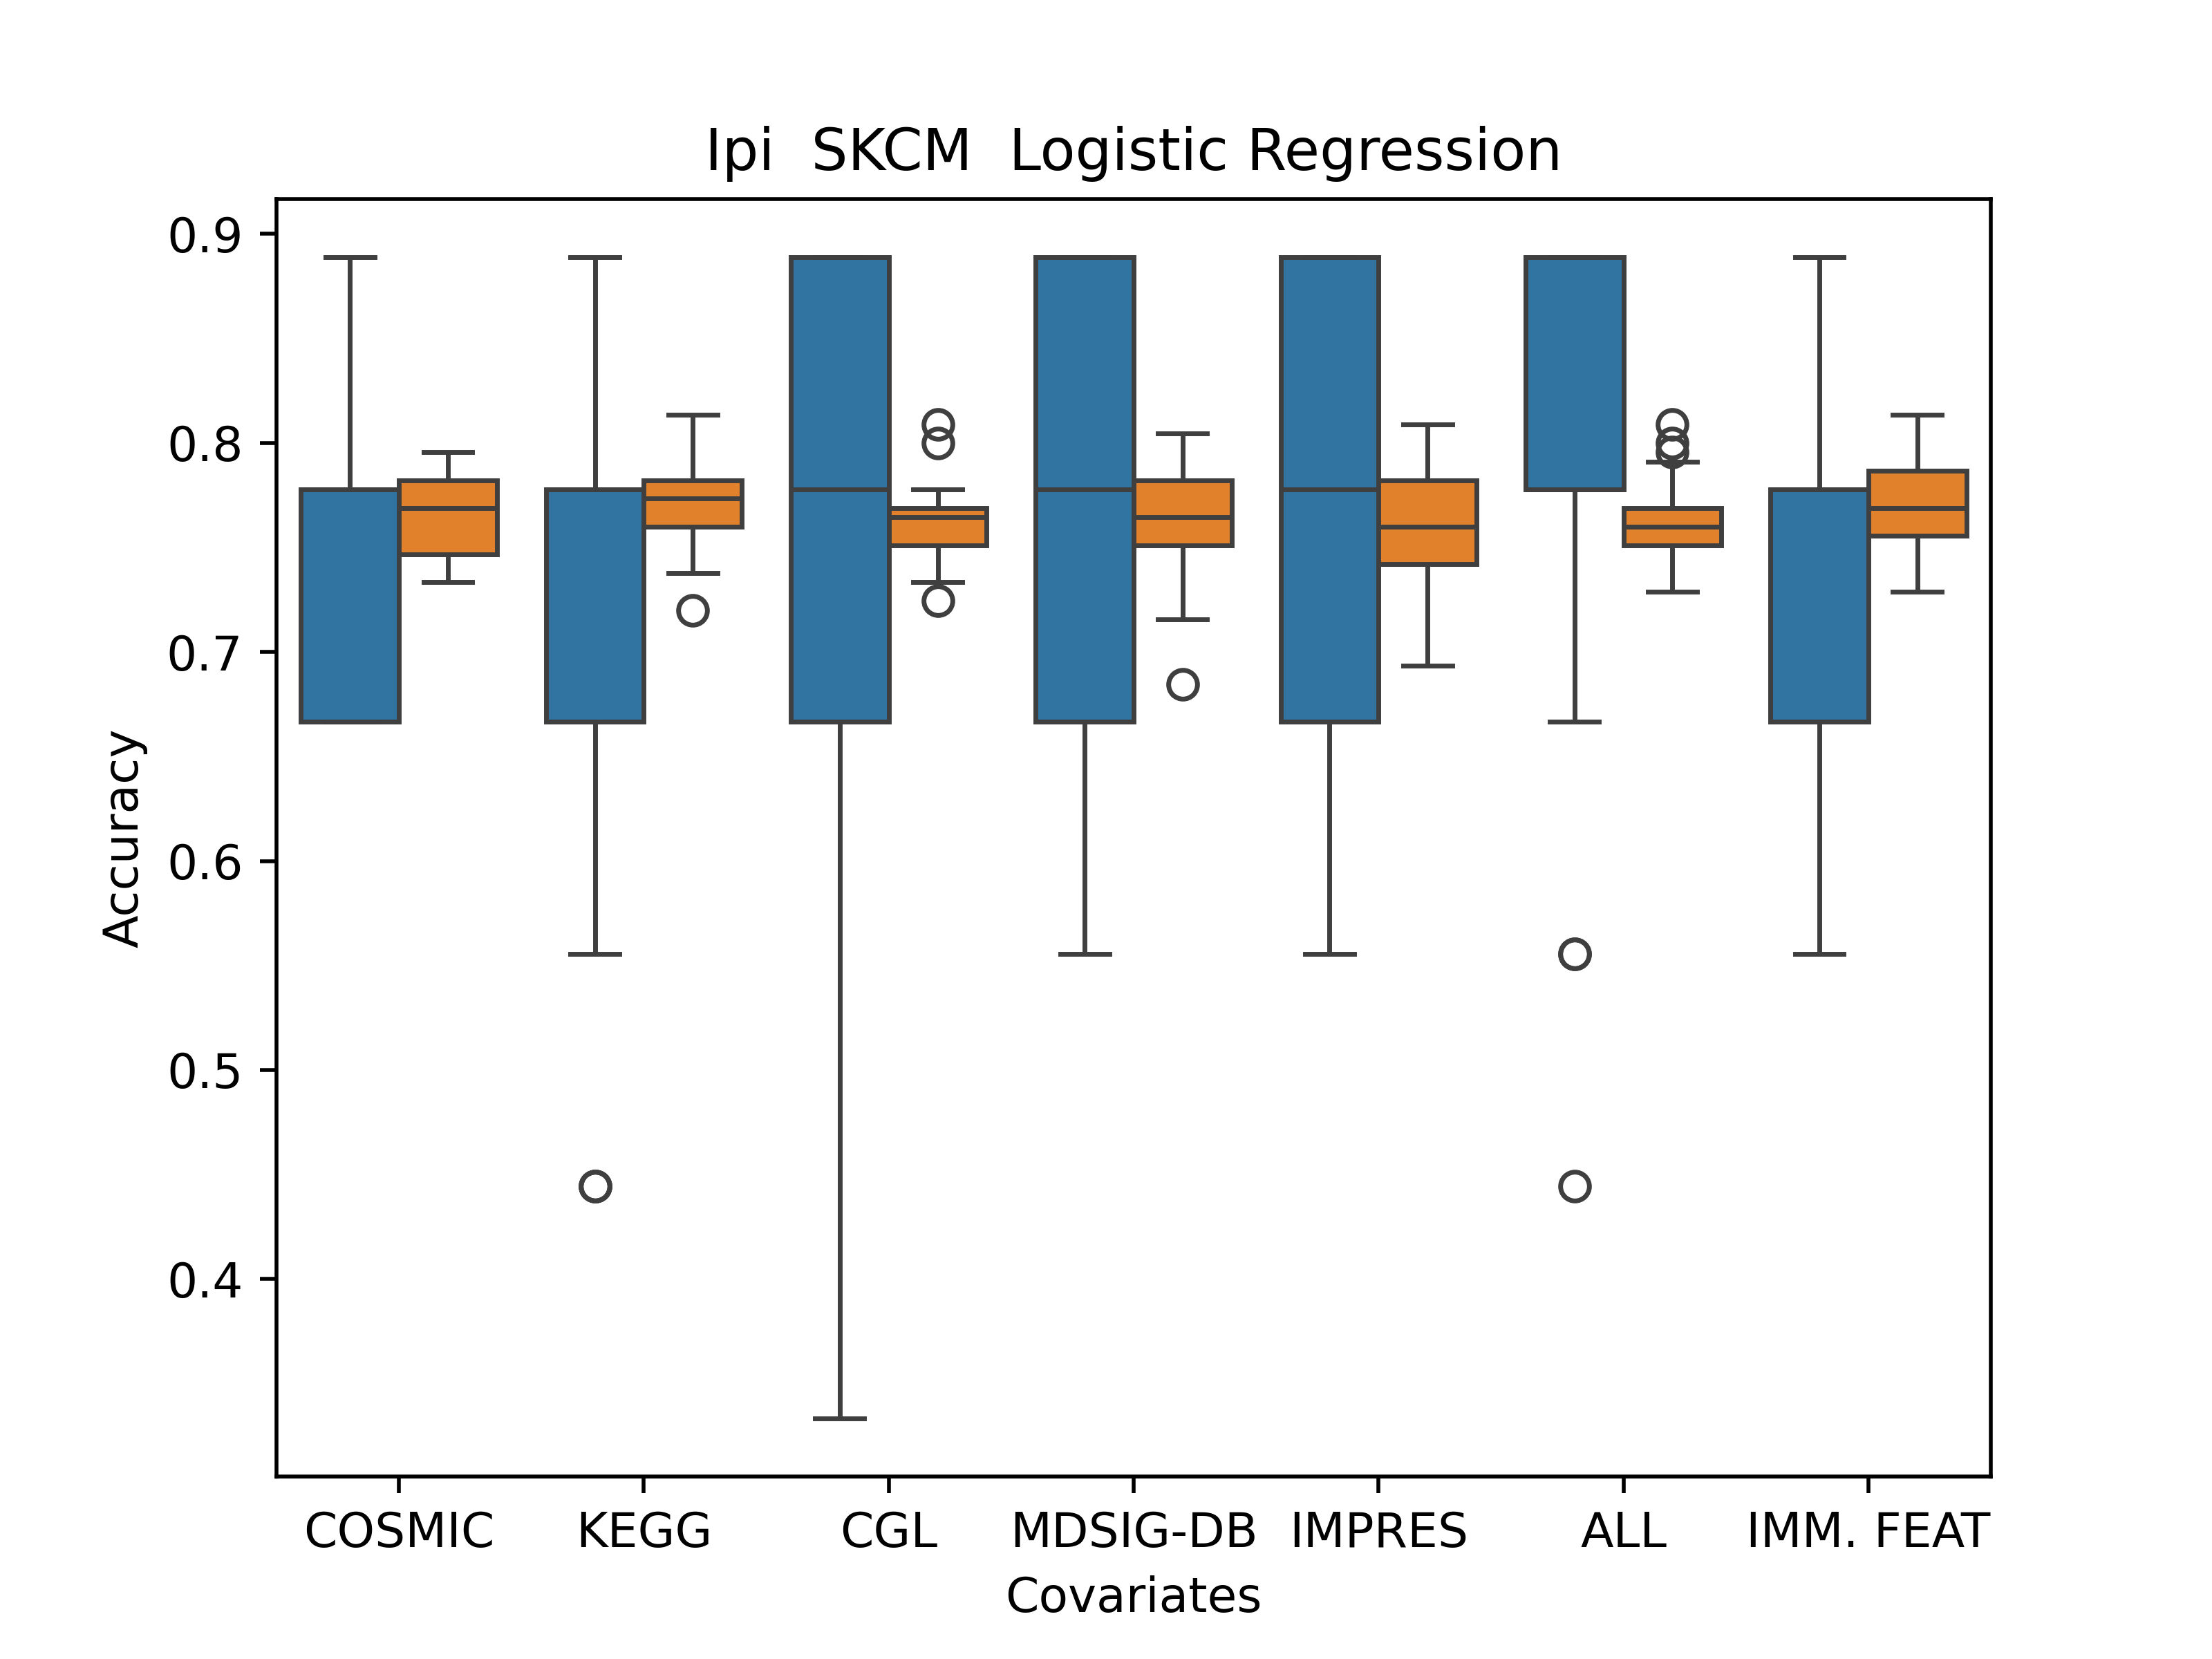 Ipi  SKCM  Logistic Regression
0.9
0.8
0.7
0.6
0.5
0.4
Accuracy
COSMIC KEGG CGL MDSIG-DB IMPRES ALL IMM. FEAT
Covariates